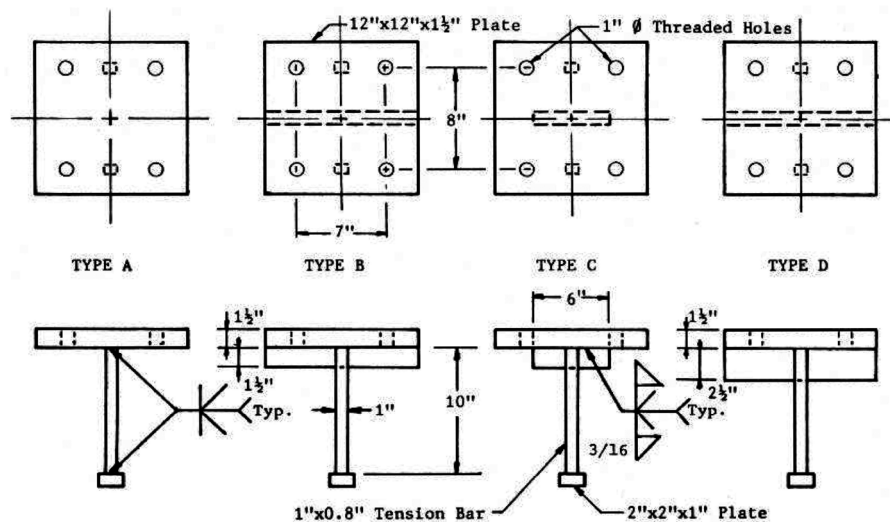 12"x12"x1½" Plate
1" Ø Threaded Holes
8"
7"
TYPE A
TYPE B
TYPE C
TYPE D
6"
1½"
1½"
1½"
2½"
10"
Typ.
1"
Typ.
3/16
1"x0.8" Tension Bar
2"x2"x1" Plate